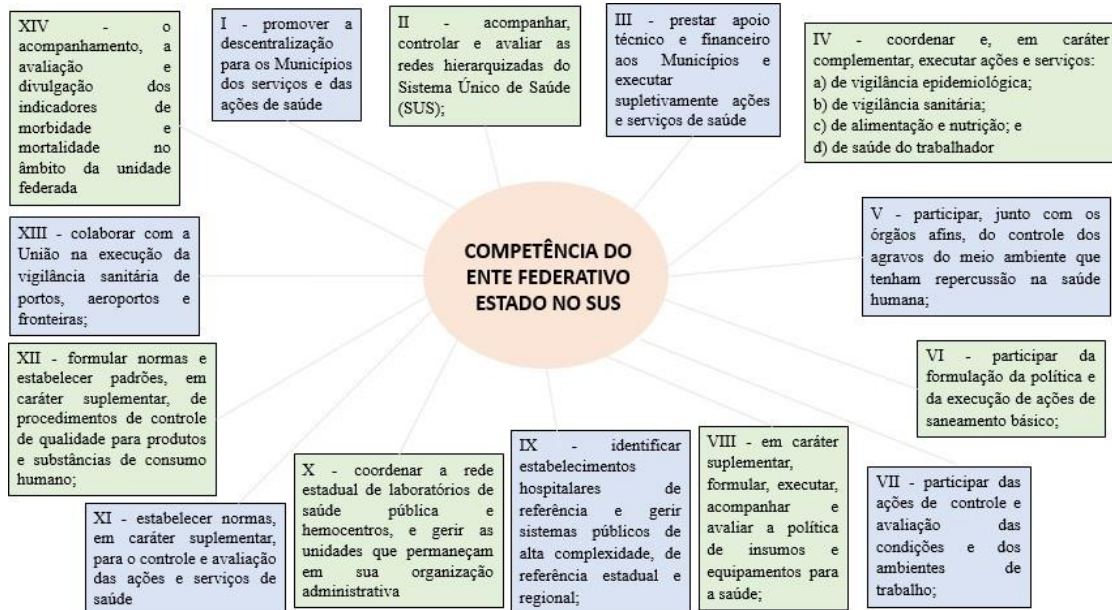 XIV - o
acompanhamento, a
avaliação e
divulgação dos
indicadores de
morbidade e
mortalidade no
âmbito da unidade
federada
I - promover a
descentralização
para os Municípios
dos serviços e das
ações de saúde
II - acompanhar,
controlar e avaliar as
redes hierarquizadas do
Sistema Único de Saúde
(SUS);
III - prestar apoio
técnico e financeiro
aos Municípios e
executar
supletivamente ações
e serviços de saúde
IV - coordenar e, em caráter
complementar, executar ações e serviços:
a) de vigilância epidemiológica;
b) de vigilância sanitária;
c) de alimentação e nutrição; e
d) de saúde do trabalhador
COMPETÊNCIA DO
ENTE FEDERATIVO
ESTADO NO SUS
V - participar, junto com os
órgãos afins, do controle dos
agravos do meio ambiente que
tenham repercussão na saúde
humana;
VI - participar da
formulação da política e
da execução de ações de
saneamento básico;
VII - participar das
ações de controle e
avaliação das
condições e dos
ambientes de
trabalho;
VIII - em caráter
suplementar,
formular, executar,
acompanhar e
avaliar a política
de insumos e
equipamentos para
a saúde;
IX - identificar
estabelecimentos
hospitalares de
referência e gerir
sistemas públicos de
alta complexidade, de
referência estadual e
regional;
X - coordenar a rede
estadual de laboratórios de
saúde pública e
hemocentros, e gerir as
unidades que permaneçam
em sua organização
administrativa
XI - estabelecer normas,
em caráter suplementar,
para o controle e avaliação
das ações e serviços de
saúde
XII - formular normas e
estabelecer padrões, em
caráter suplementar, de
procedimentos de controle
de qualidade para produtos
e substâncias de consumo
humano;
XIII - colaborar com a
União na execução da
vigilância sanitária de
portos, aeroportos e
fronteiras;